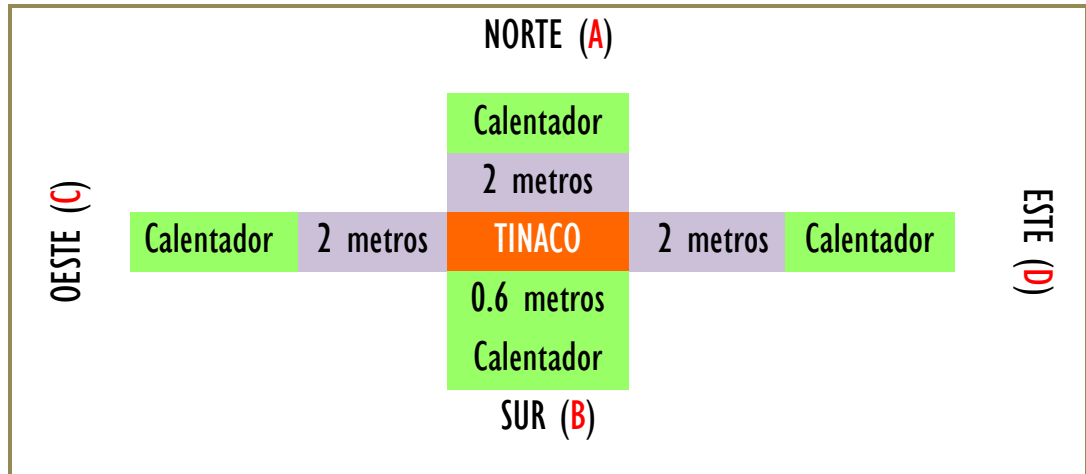 NORTE (A)
Calentador
2 metros
OESTE (C)
Calentador
2 metros
TINACO
2 metros
Calentador
ESTE (D)
0.6 metros
Calentador
SUR (B)